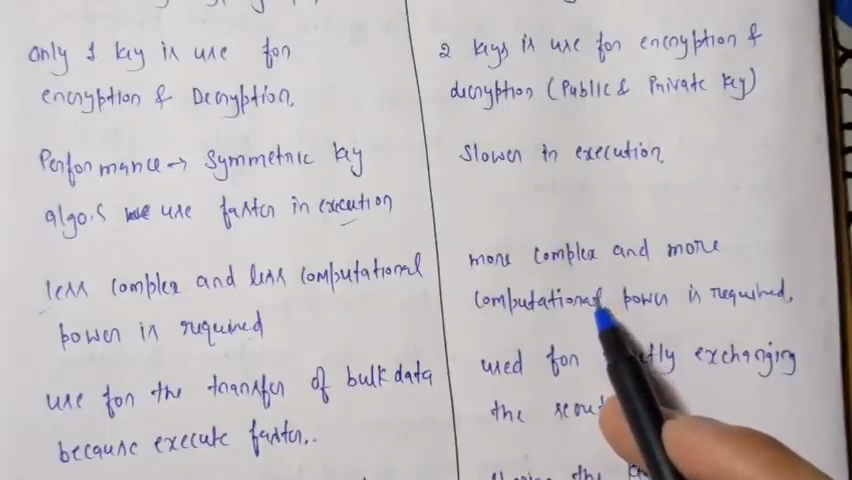 Only 1 key is use for
encryption & Decryption.
Performance → Symmetric key
algo.s use faster in execution
less complex and less computational
power is required
use for the transfer of bulk data
because execute faster..
2 keys is use for encryption &
decryption (Public & Private key)
Slower in execution
more complex and more
computational power is required.
used for exchanging
the
the